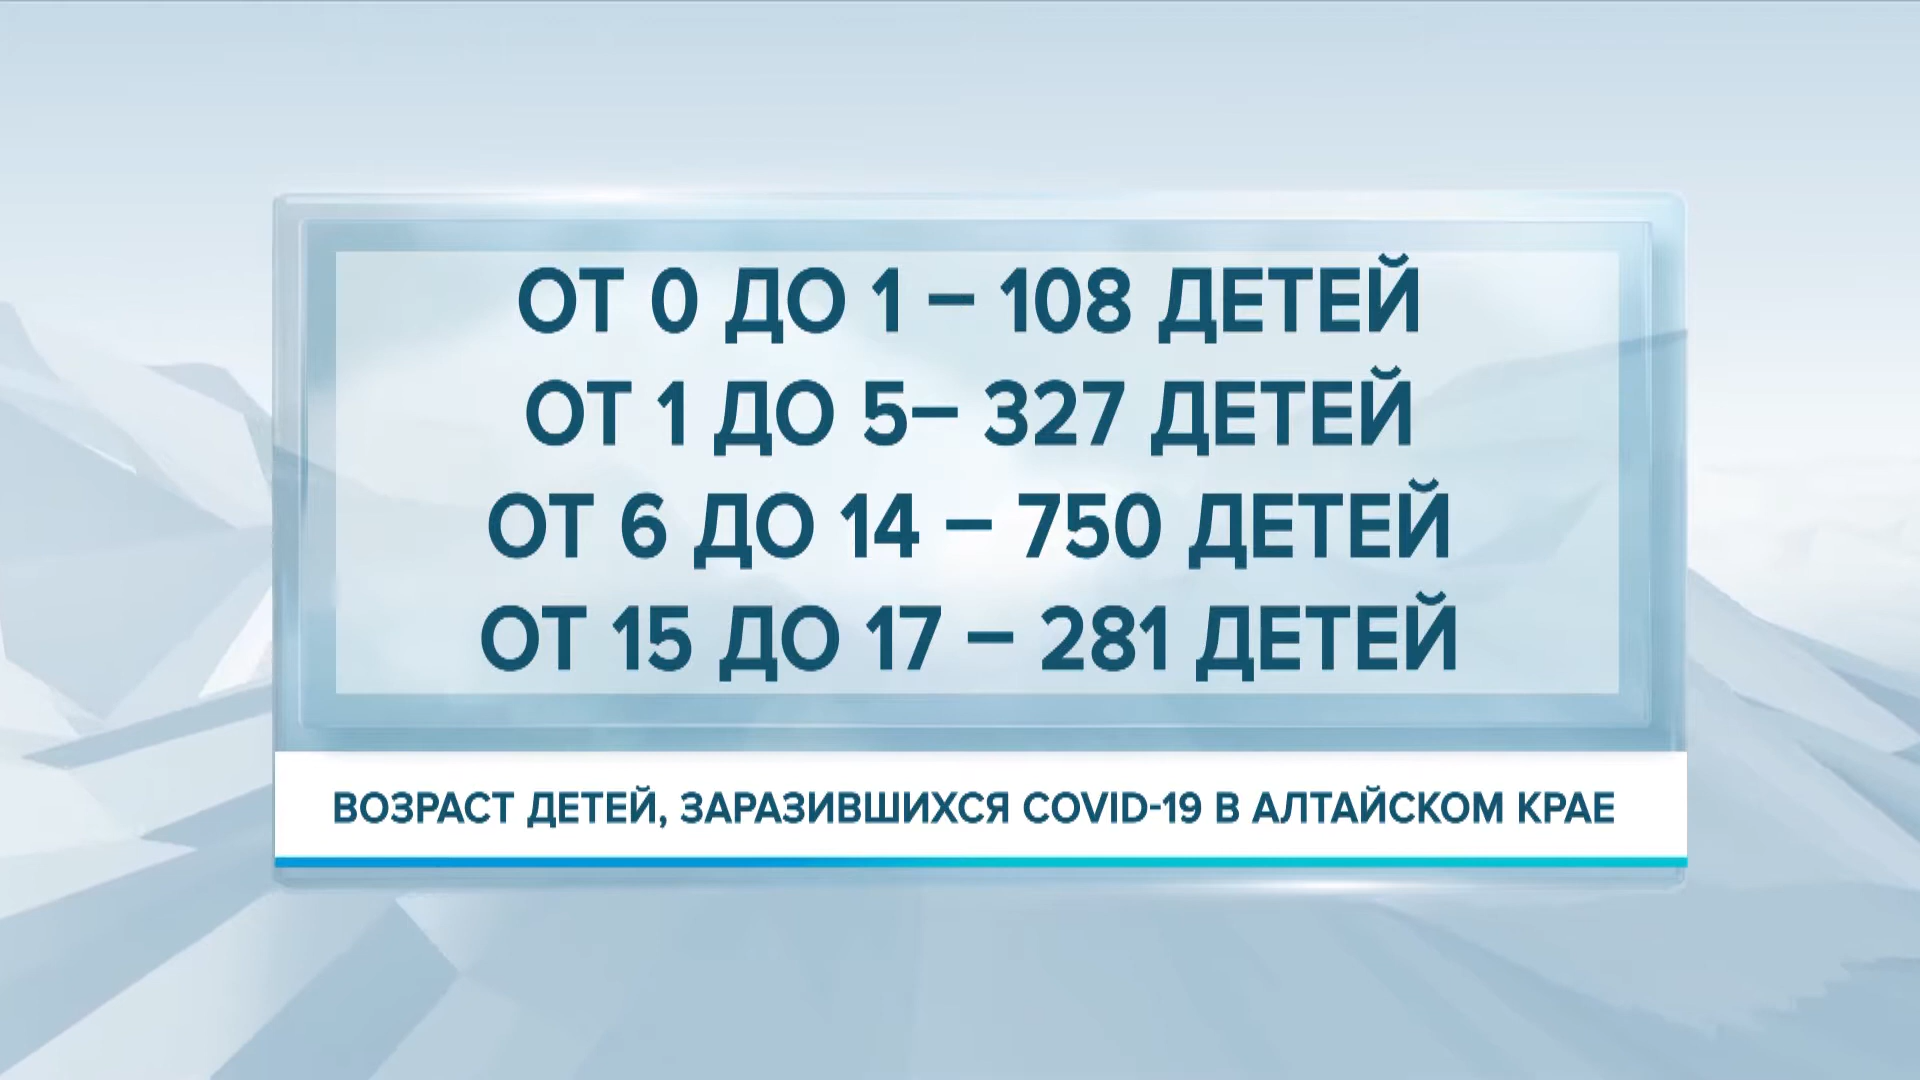 ОТ 0 ДО 1 – 108 ДЕТЕЙ
ОТ 1 ДО 5– 327 ДЕТЕЙ
ОТ 6 ДО 14 – 750 ДЕТЕЙ
ОТ 15 ДО 17 – 281 ДЕТЕЙ
ВОЗРАСТ ДЕТЕЙ, ЗАРАЗИВШИХСЯ COVID-19 В АЛТАЙСКОМ КРАЕ